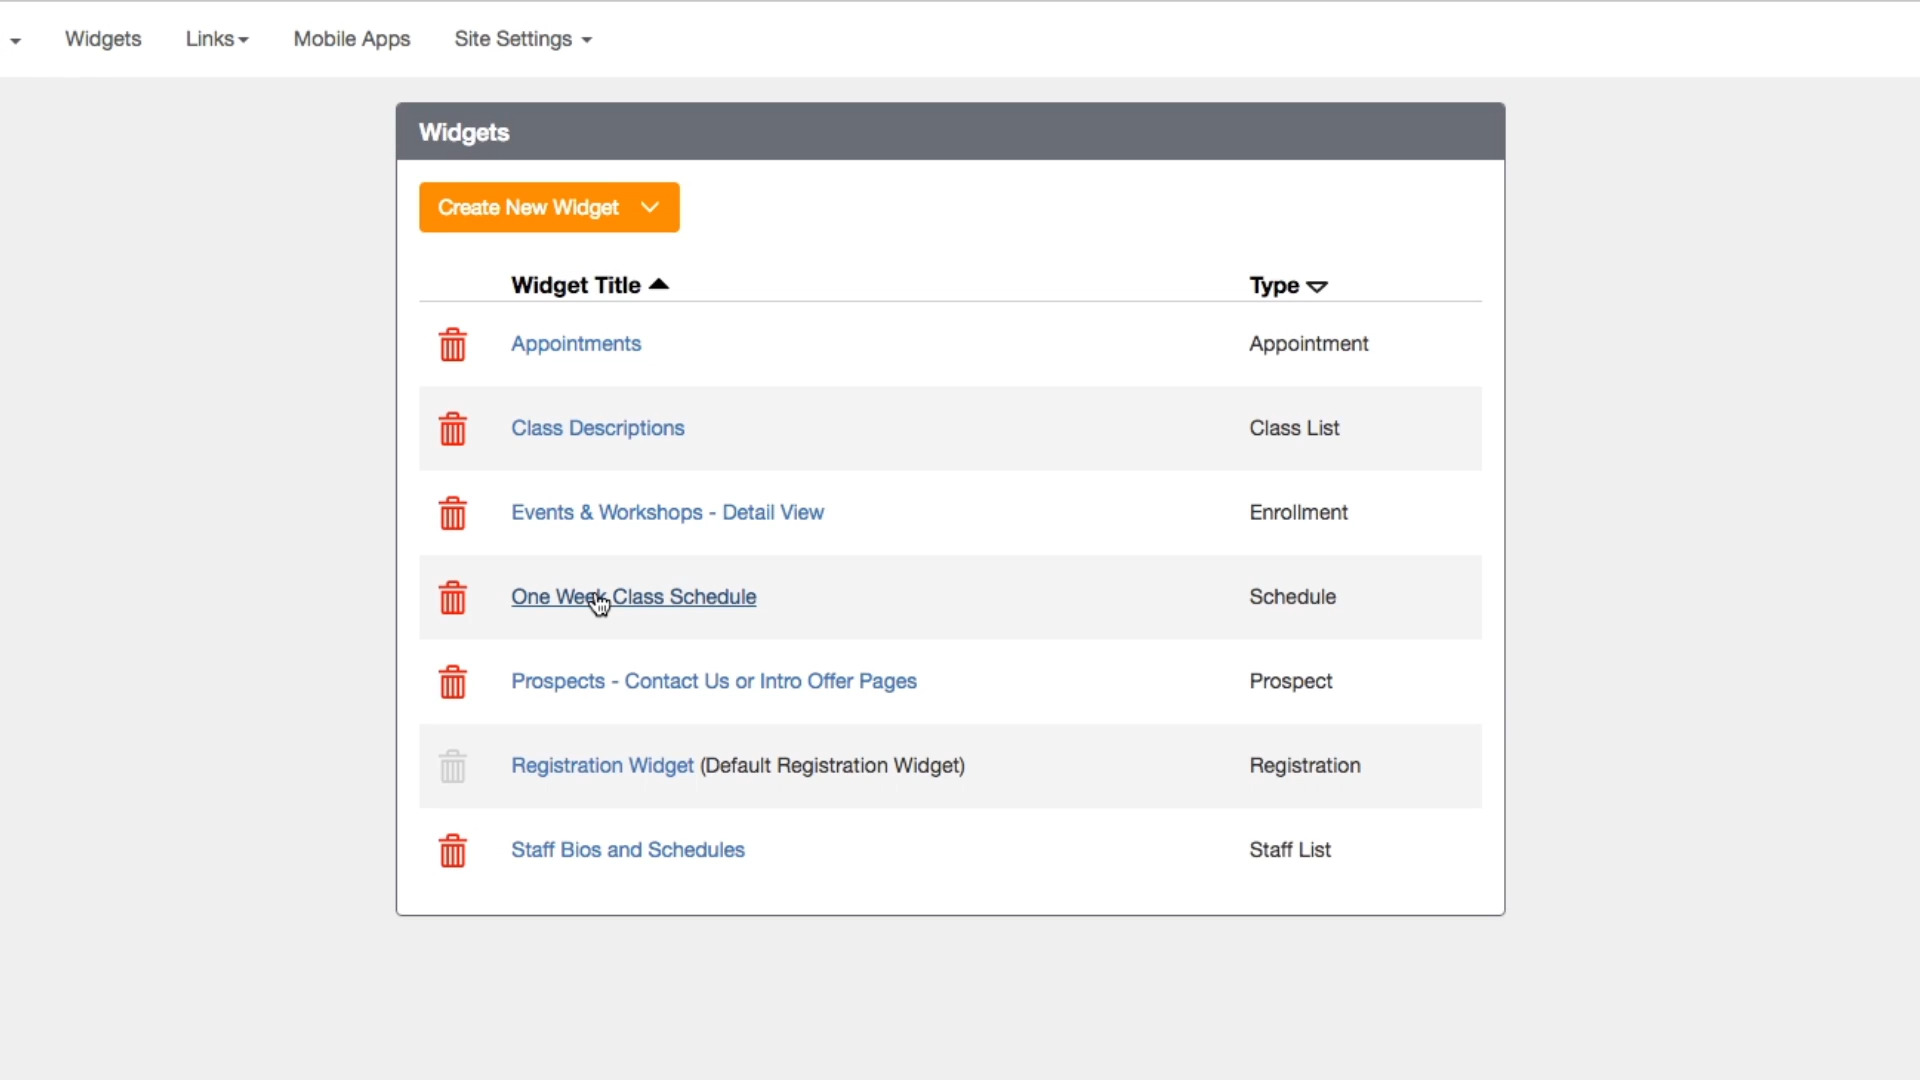 Widgets Links Mobile Apps Site Settings
Widgets
Create New Widget
Widget Title Type
Appointments Appointment
Class Descriptions Class List
Events & Workshops - Detail View Enrollment
One Week Class Schedule Schedule
Prospects - Contact Us or Intro Offer Pages Prospect
Registration Widget (Default Registration Widget) Registration
Staff Bios and Schedules Staff List